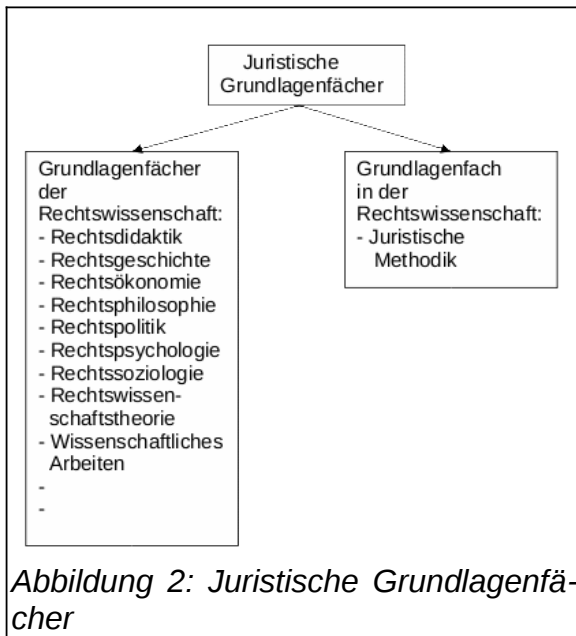 Juristische
Grundlagenfächer
Grundlagenfächer
der
Rechtswissenschaft:
- Rechtsdidaktik
- Rechtsgeschichte
- Rechtsökonomie
- Rechtsphilosophie
- Rechtspolitik
- Rechtspsychologie
- Rechtssoziologie
- Rechtswissen-
schaftstheorie
- Wissenschaftliches
Arbeiten
-
-
Grundlagenfach
in der
Rechtswissenschaft:
- Juristische
Methodik
Abbildung 2: Juristische Grundlagenfä-
cher